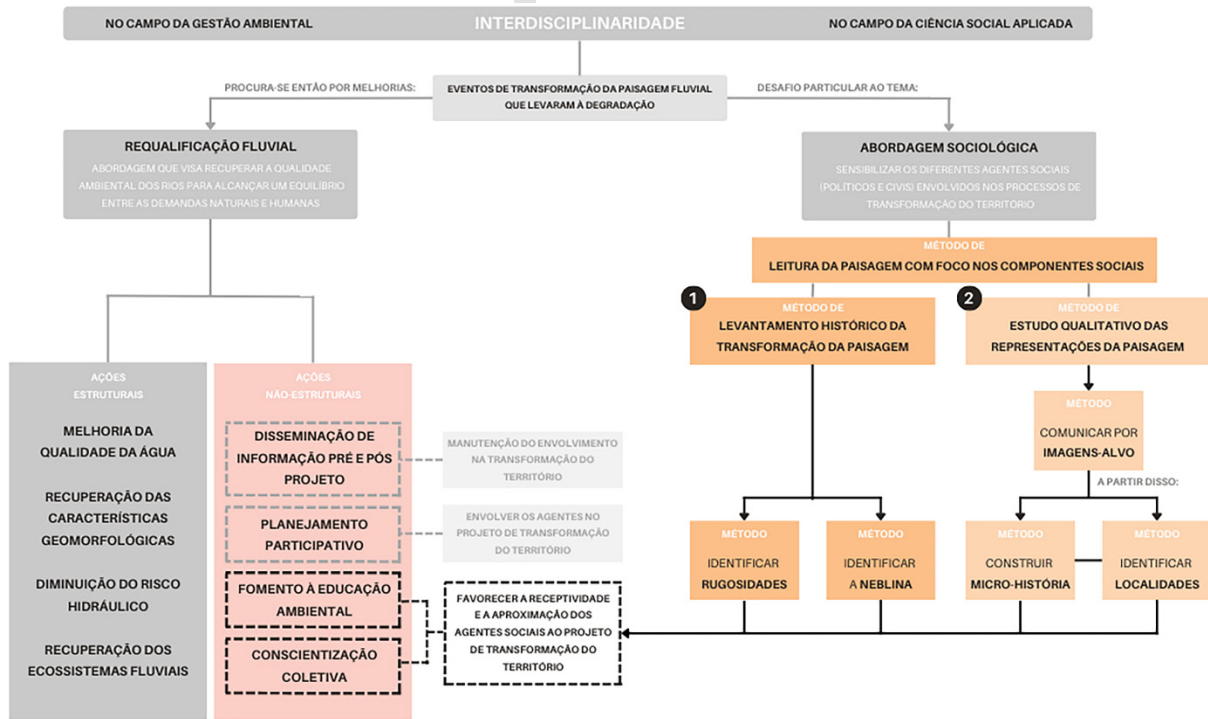 NO CAMPO DA GESTÃO AMBIENTAL
INTERDISCIPLINARIDADE
NO CAMPO DA CIÊNCIA SOCIAL APLICADA
PROCURA-SE ENTÃO POR MELHORIAS:
EVENTOS DE TRANSFORMAÇÃO DA PAISAGEM FLUVIAL
QUE LEVARAM À DEGRADAÇÃO
DESAFIO PARTICULAR AO TEMA:
REQUALIFICAÇÃO FLUVIAL
ABORDAGEM QUE VISA RECUPERAR A QUALIDADE
AMBIENTAL DOS RIOS PARA ALCANÇAR UM EQUILÍBRIO
ENTRE AS DEMANDAS NATURAIS E HUMANAS
ABORDAGEM SOCIOLÓGICA
SENSIBILIZAR OS DIFERENTES AGENTES SOCIAIS
(POLÍTICOS E CIVIS) ENVOLVIDOS NOS PROCESSOS DE
TRANSFORMAÇÃO DO TERRITÓRIO
MÉTODO DE
LEITURA DA PAISAGEM COM FOCO NOS COMPONENTES SOCIAIS
1
MÉTODO DE
LEVANTAMENTO HISTÓRICO DA
TRANSFORMAÇÃO DA PAISAGEM
2
MÉTODO DE
ESTUDO QUALITATIVO DAS
REPRESENTAÇÕES DA PAISAGEM
MÉTODO
COMUNICAR POR
IMAGENS-ALVO
A PARTIR DISSO:
MÉTODO
IDENTIFICAR
RUGOSIDADES
MÉTODO
IDENTIFICAR
A NEBLINA
MÉTODO
CONSTRUIR
MICRO-HISTÓRIA
MÉTODO
IDENTIFICAR
LOCALIDADES
AÇÕES
ESTRUTURAIS
MELHORIA DA
QUALIDADE DA ÁGUA
RECUPERAÇÃO DAS
CARACTERÍSTICAS
GEOMORFOLÓGICAS
DIMINUIÇÃO DO RISCO
HIDRÁULICO
RECUPERAÇÃO DOS
ECOSSISTEMAS FLUVIAIS
AÇÕES
NÃO-ESTRUTURAIS
DISSEMINAÇÃO DE
INFORMAÇÃO PRÉ E PÓS
PROJETO
MANUTENÇÃO DO ENVOLVIMENTO
NA TRANSFORMAÇÃO DO
TERRITÓRIO
PLANEJAMENTO
PARTICIPATIVO
ENVOLVER OS AGENTES NO
PROJETO DE TRANSFORMAÇÃO
DO TERRITÓRIO
FOMENTO À EDUCAÇÃO
AMBIENTAL
CONSCIENTIZAÇÃO
COLETIVA
FAVORECER A RECEPTIVIDADE
E A APROXIMAÇÃO DOS
AGENTES SOCIAIS AO PROJETO
DE TRANSFORMAÇÃO DO
TERRITÓRIO